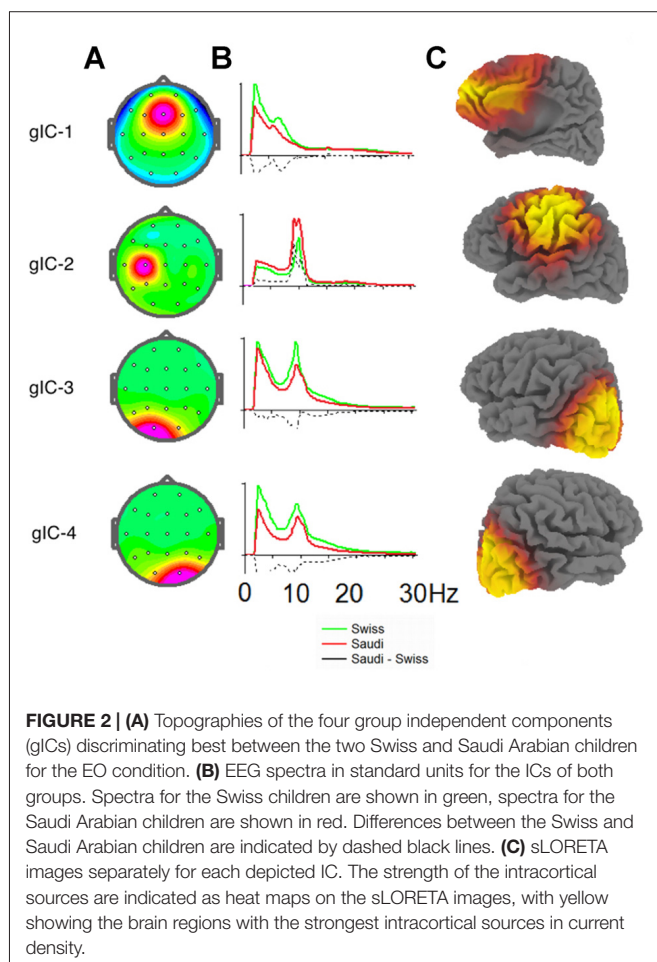 A B C
gIC-1
gIC-2
gIC-3
gIC-4
0 10 20 30Hz
Swiss
Saudi
Saudi - Swiss
FIGURE 2 | (A) Topographies of the four group independent components
(gICs) discriminating best between the two Swiss and Saudi Arabian children
for the EO condition. (B) EEG spectra in standard units for the ICs of both
groups. Spectra for the Swiss children are shown in green, spectra for the
Saudi Arabian children are shown in red. Differences between the Swiss and
Saudi Arabian children are indicated by dashed black lines. (C) sLORETA
images separately for each depicted IC. The strength of the intracortical
sources are indicated as heat maps on the sLORETA images, with yellow
showing the brain regions with the strongest intracortical sources in current
density.